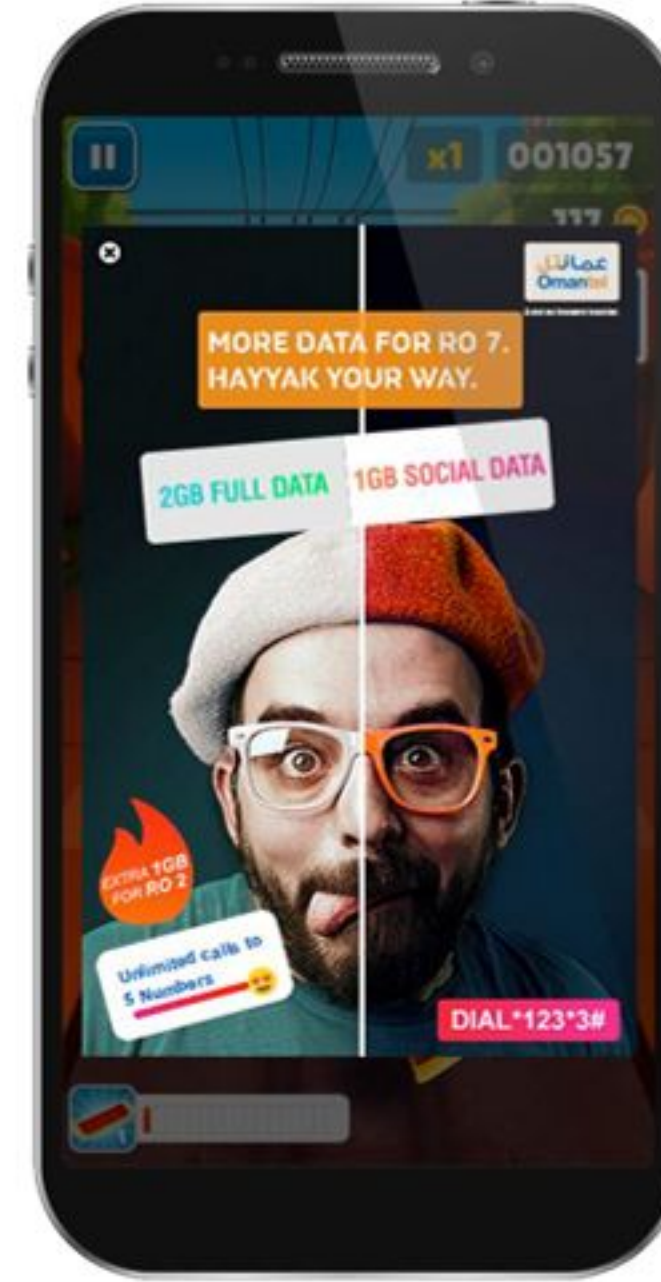 x1
001057
عمانتل
Omantel
MORE DATA FOR RO 7.
HAYYAK YOUR WAY.
2GB FULL DATA
1GB SOCIAL DATA
EXTRA 1GB
FOR RO 2
Unlimited calls to
5 Numbers
DIAL*123*3#